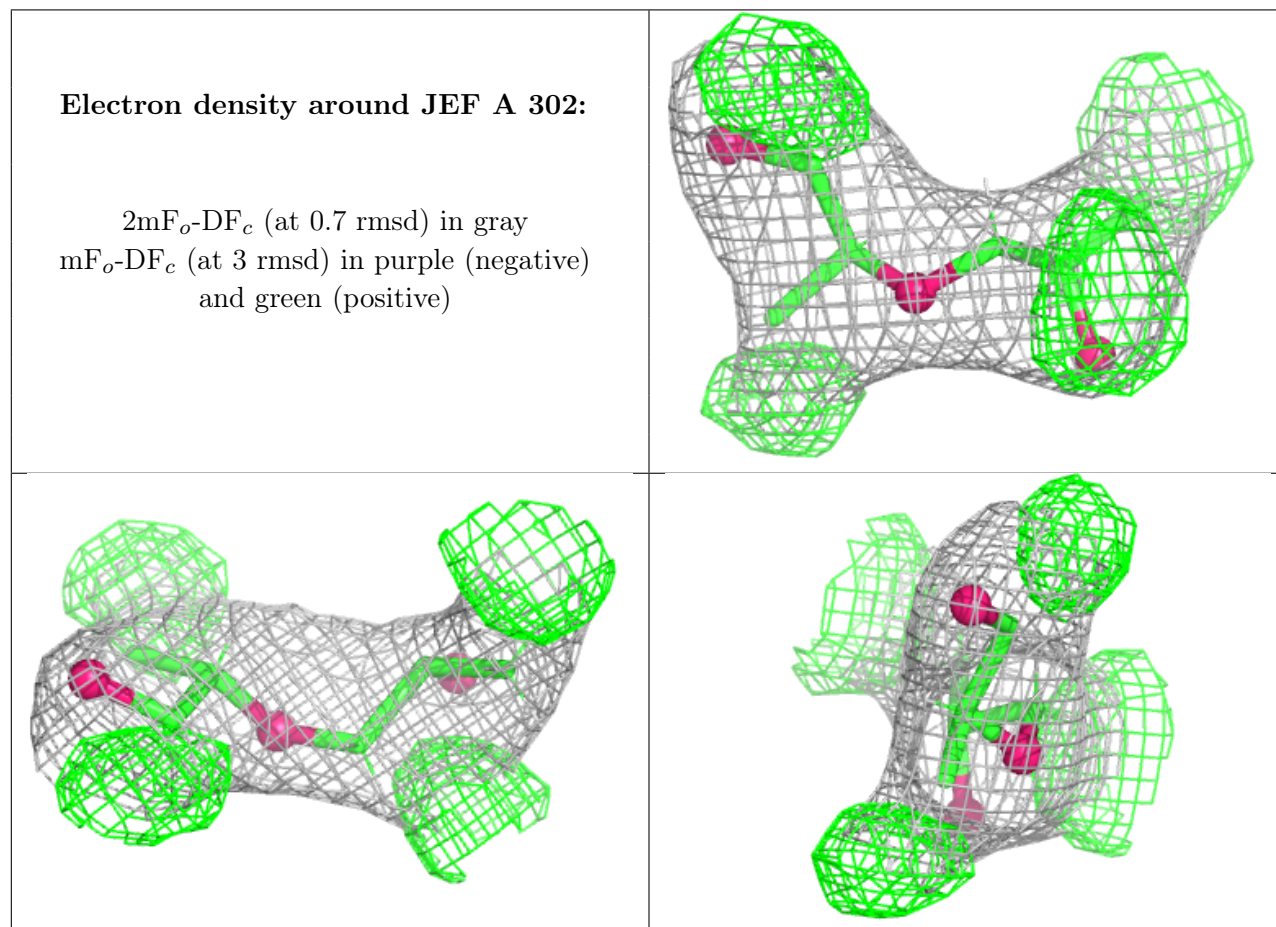 Electron density around JEF A 302:
2mFo-DFc (at 0.7 rmsd) in gray
mFo-DFc (at 3 rmsd) in purple (negative)
and green (positive)